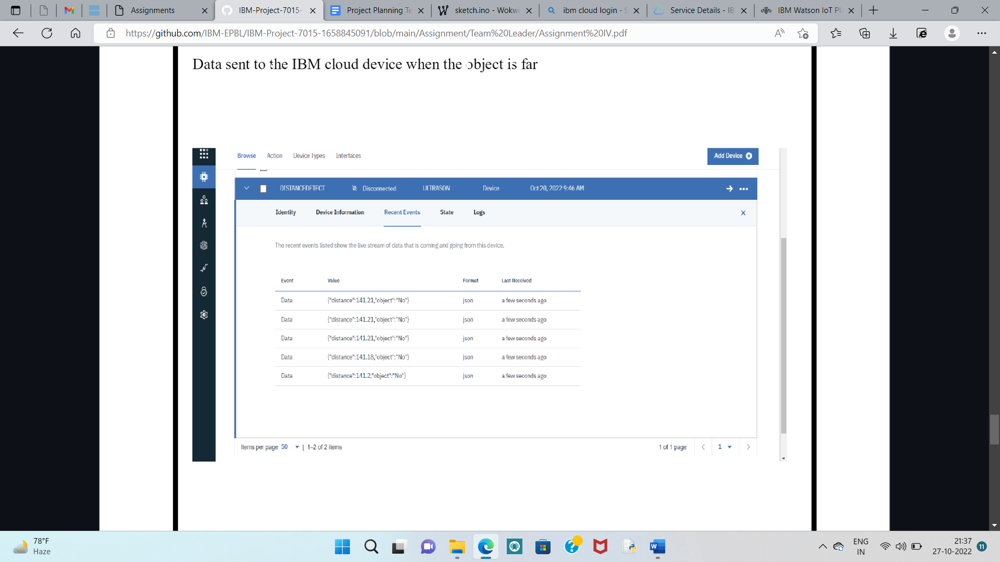 Assignments
IBM-Project-7015-
Project Planning Te
sketch.ino - Wokwi
ibm cloud login - S
Service Details - IB
IBM Watson IoT Pl
https://github.com/IBM-EPBL/IBM-Project-7015-1658845091/blob/main/Assignment/Team%20Leader/Assignment%20IV.pdf
Data sent to the IBM cloud device when the object is far
Browse Action Device Types Interfaces
Add Device
DISTANCEDETECT Disconnected ULTRASON Device Oct 20, 2022 9:46 AM
Identity Device Information Recent Events State Logs
The recent events listed show the live stream of data that is coming and going from this device.
Event Value Format Last Received
Data {"distance":141.21,"object":"No"} json a few seconds ago
Data {"distance":141.21,"object":"No"} json a few seconds ago
Data {"distance":141.21,"object":"No"} json a few seconds ago
Data {"distance":141.18,"object":"No"} json a few seconds ago
Data {"distance":141.2,"object":"No"} json a few seconds ago
Items per page 50 | 1–2 of 2 items
1 of 1 page 1
78°F
Haze
ENG
IN
21:37
27-10-2022
11